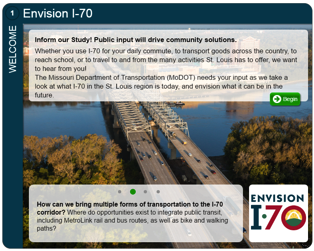 1 Envision I-70
WELCOME
Inform our Study! Public input will drive community solutions.
Whether you use I-70 for your daily commute, to transport goods across the country, to
reach school, or to travel to and from the many activities St. Louis has to offer, we want
to hear from you!
The Missouri Department of Transportation (MoDOT) needs your input as we take a
look at what I-70 in the St. Louis region is today, and envision what it can be in the
future.
Begin
How can we bring multiple forms of transportation to the I-70
corridor? Where do opportunities exist to integrate public transit,
including MetroLink rail and bus routes, as well as bike and walking
paths?
ENVISION
I-70